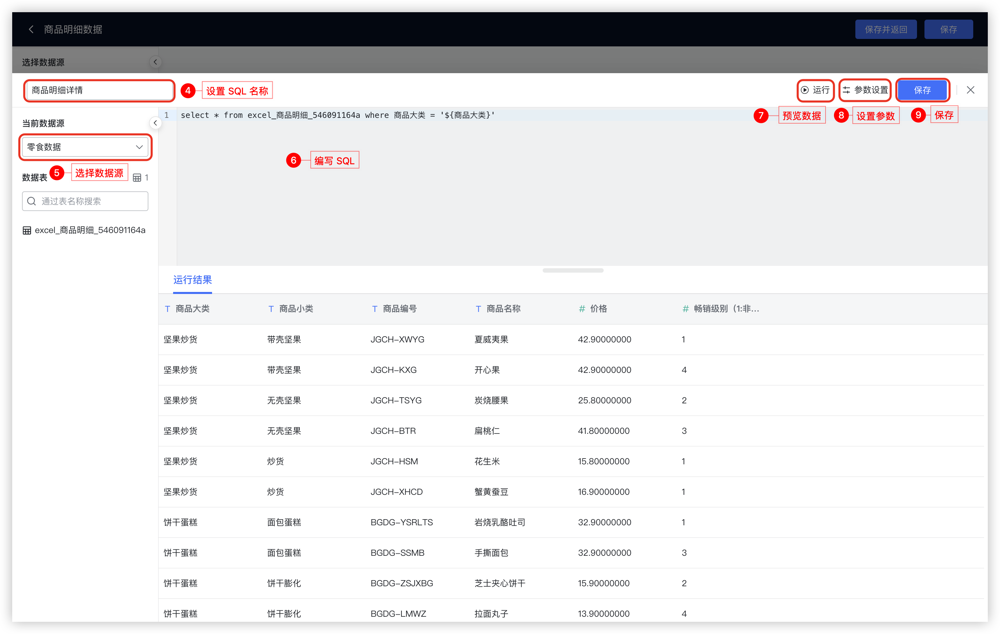 商品明细数据 保存并返回 保存
选择数据源
商品明细详情 4 设置 SQL 名称 运行 参数设置 保存
当前数据源 1 select * from excel_商品明细_546091164a where 商品大类 = '${商品大类}' 7 预览数据 8 设置参数 9 保存
零食数据
6 编写 SQL
数据表 5 选择数据源 1
通过表名称搜索
excel_商品明细_546091164a
运行结果
T 商品大类 T 商品小类 T 商品编号 T 商品名称 # 价格 # 畅销级别（1:非...
坚果炒货 带壳坚果 JGCH-XWYG 夏威夷果 42.90000000 1
坚果炒货 带壳坚果 JGCH-KXG 开心果 42.90000000 4
坚果炒货 无壳坚果 JGCH-TSYG 炭烧腰果 25.80000000 2
坚果炒货 无壳坚果 JGCH-BTR 扁桃仁 41.80000000 3
坚果炒货 炒货 JGCH-HSM 花生米 15.80000000 1
坚果炒货 炒货 JGCH-XHCD 蟹黄蚕豆 16.90000000 1
饼干蛋糕 面包蛋糕 BGDG-YSRLTS 岩烧乳酪吐司 32.90000000 1
饼干蛋糕 面包蛋糕 BGDG-SSMB 手撕面包 32.90000000 3
饼干蛋糕 饼干膨化 BGDG-ZSJXBG 芝士夹心饼干 15.90000000 2
饼干蛋糕 饼干膨化 BGDG-LMWZ 拉面丸子 13.90000000 4